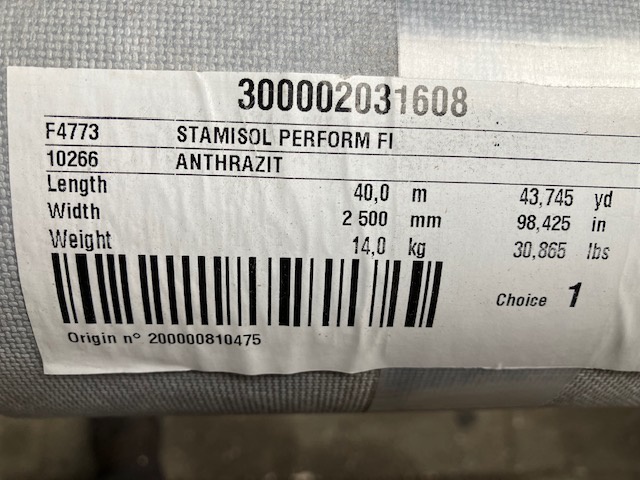 300002031608
F4773 STAMISOL PERFORM FI
10266 ANTHRAZIT
Length 40,0 m 43,745 yd
Width 2 500 mm 98,425 in
Weight 14,0 kg 30,865 lbs
Choice 1
Origin n° 200000810475